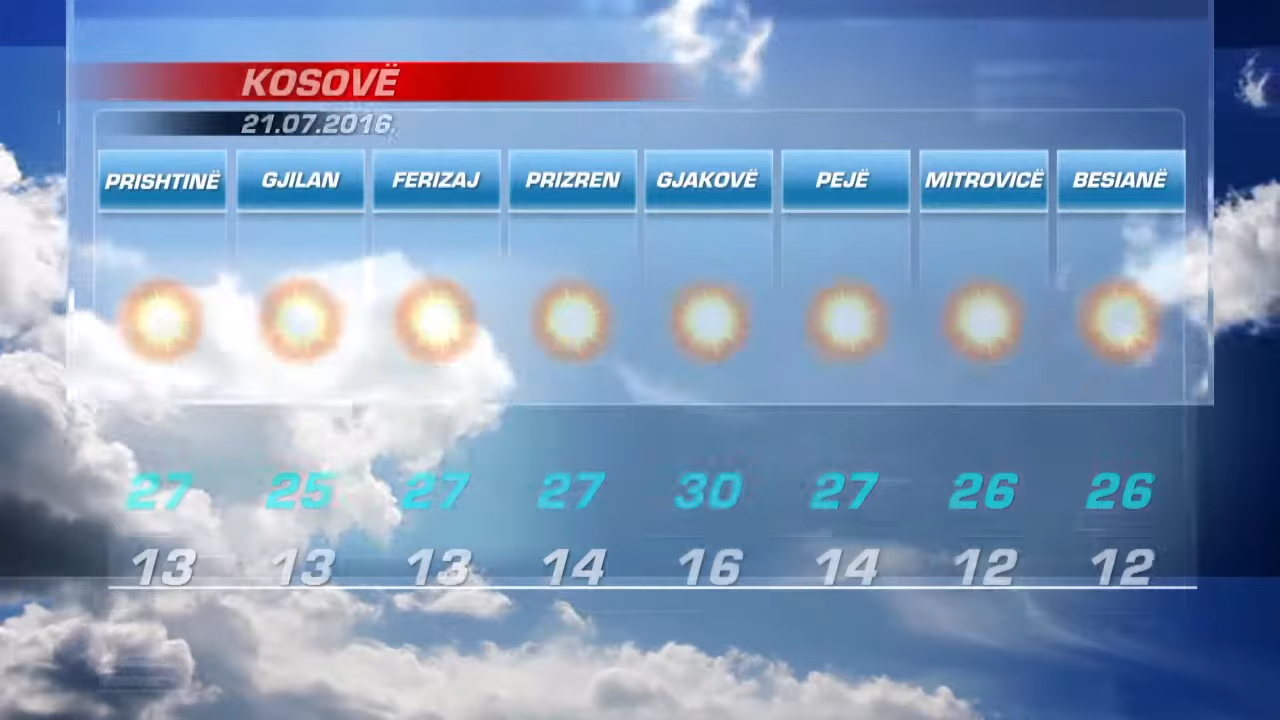 KOSOVË
21.07.2016
PRISHTINË GJILAN FERIZAJ PRIZREN GJAKOVË PEJË MITROVICË BESIANË
27 25 27 27 30 27 26 26
13 13 13 14 16 14 12 12